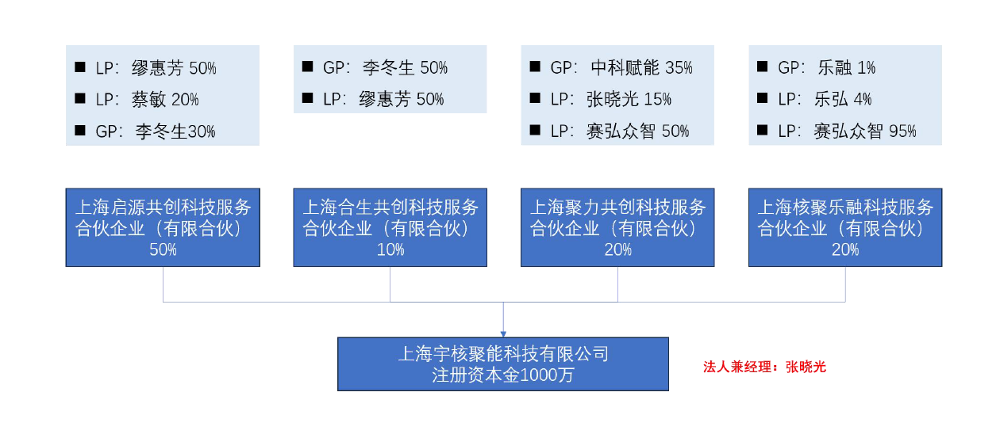 ■ LP：缪惠芳 50%
■ LP：蔡敏 20%
■ GP：李冬生30%
■ GP：李冬生 50%
■ LP：缪惠芳 50%
■ GP：中科赋能 35%
■ LP：张晓光 15%
■ LP：赛弘众智 50%
■ GP：乐融 1%
■ LP：乐弘 4%
■ LP：赛弘众智 95%
上海启源共创科技服务
合伙企业（有限合伙）
50%
上海合生共创科技服务
合伙企业（有限合伙）
10%
上海聚力共创科技服务
合伙企业（有限合伙）
20%
上海核聚乐融科技服务
合伙企业（有限合伙）
20%
上海宇核聚能科技有限公司
注册资本金1000万
法人兼经理：张晓光